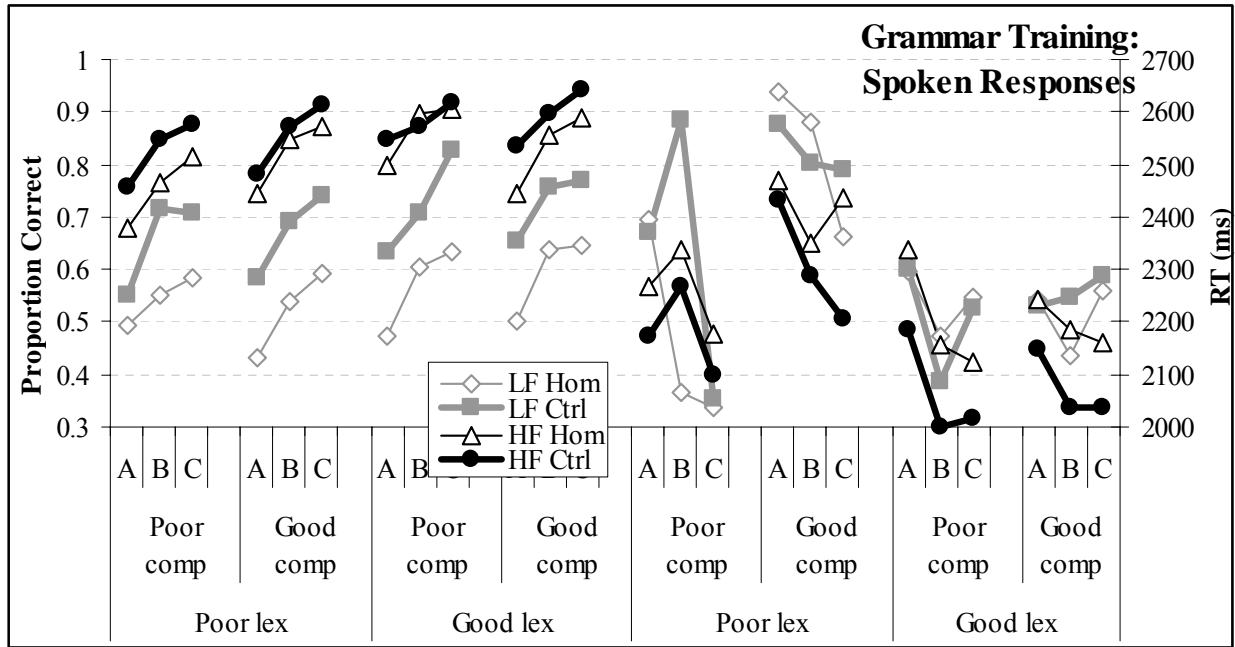 Grammar Training:
Spoken Responses
Proportion Correct
1
0.9
0.8
0.7
0.6
0.5
0.4
0.3
2700
2600
2500
2400
2300
2200
2100
2000
RT (ms)
LF Hom
LF Ctrl
HF Hom
HF Ctrl
A B C A B C A B A B C A B C A B C A B C
Poor comp Good comp Poor comp Good comp Poor comp Good comp Poor comp Good comp
Poor lex Good lex Poor lex Good lex